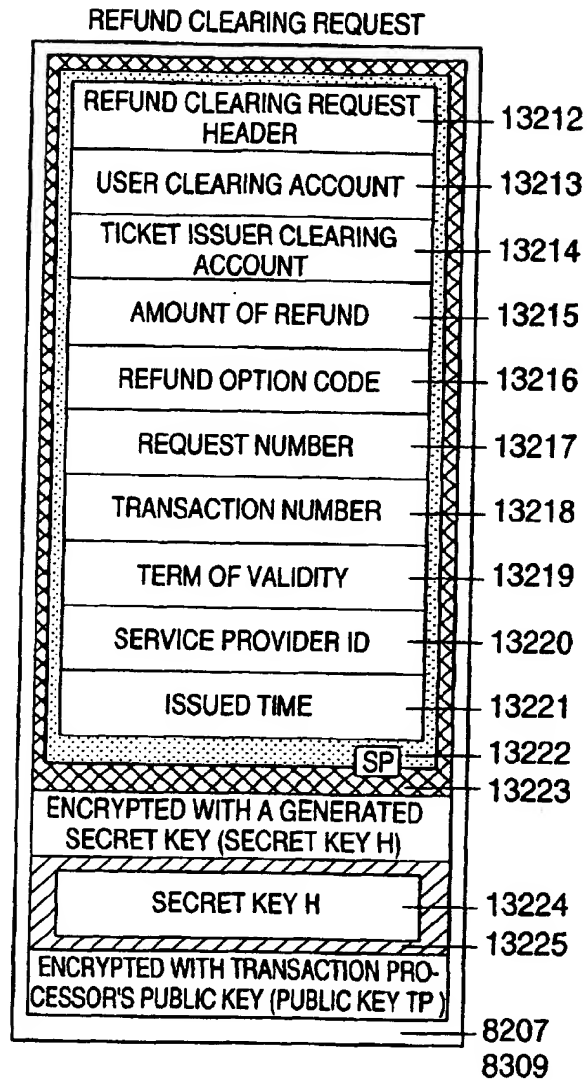 REFUND CLEARING REQUEST
REFUND CLEARING REQUEST
HEADER
13212
USER CLEARING ACCOUNT
13213
TICKET ISSUER CLEARING
ACCOUNT
13214
AMOUNT OF REFUND
13215
REFUND OPTION CODE
13216
REQUEST NUMBER
13217
TRANSACTION NUMBER
13218
TERM OF VALIDITY
13219
SERVICE PROVIDER ID
13220
ISSUED TIME
13221
SP
13222
13223
ENCRYPTED WITH A GENERATED
SECRET KEY (SECRET KEY H)
SECRET KEY H
13224
13225
ENCRYPTED WITH TRANSACTION PRO-
CESSOR'S PUBLIC KEY (PUBLIC KEY TP )
8207
8309